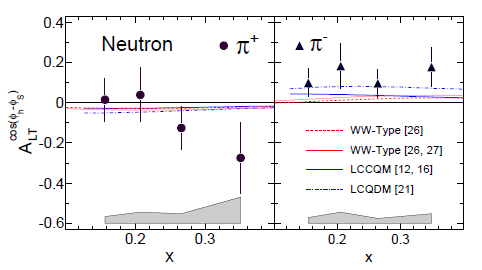 0.4
0.2
0
-0.2
-0.4
-0.6
A_LT^cos(ϕ_h-ϕ_S)
Neutron
π⁺
π⁻
WW-Type [26]
WW-Type [26, 27]
LCCQM [12, 16]
LCQDM [21]
0.2 0.3 0.2 0.3
x x